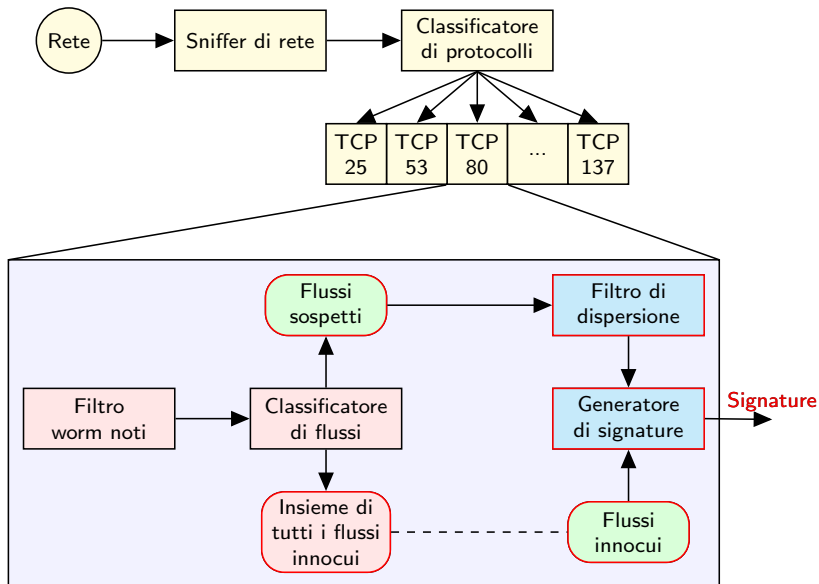 Rete
Sniffer di rete
Classificatore
di protocolli
TCP
25
TCP
53
TCP
80
...
TCP
137
Flussi
sospetti
Filtro di
dispersione
Filtro
worm noti
Classificatore
di flussi
Generatore
di signature
Signature
Insieme di
tutti i flussi
innocui
Flussi
innocui